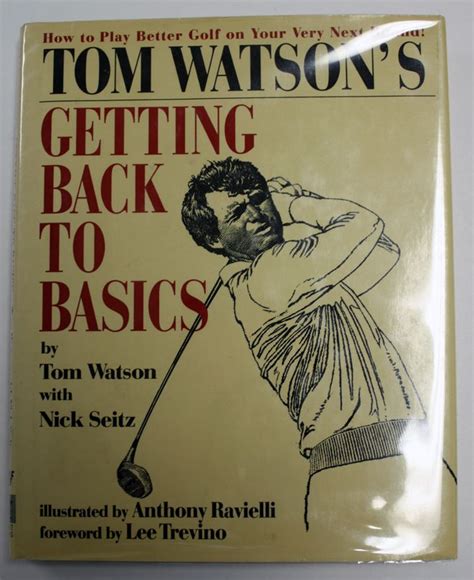 How to Play Better Golf on Your Very Next Round!
TOM WATSON'S
GETTING
BACK
TO
BASICS
by
Tom Watson
with
Nick Seitz
illustrated by Anthony Ravielli
foreword by Lee Trevino